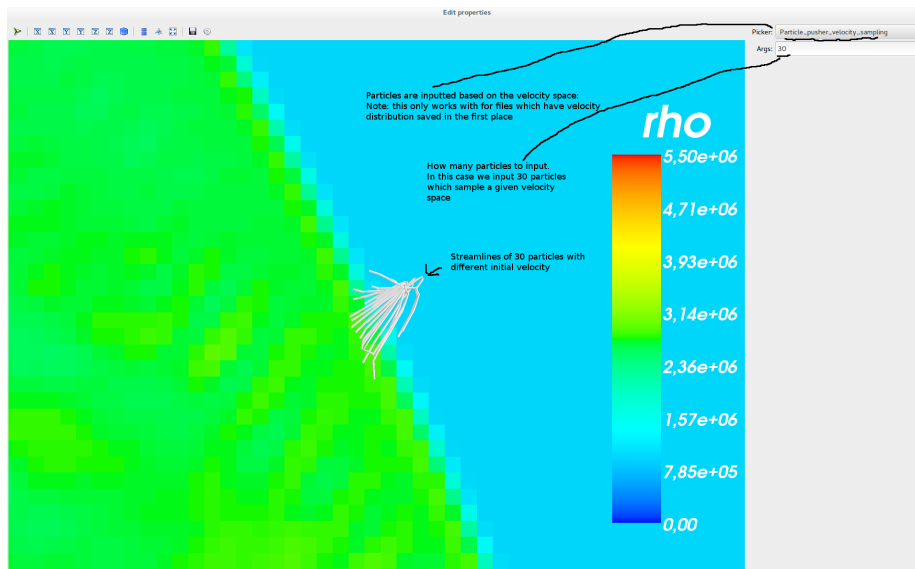 Edit properties
Picker: Particle_pusher_velocity_sampling
Args: 30
Particles are inputted based on the velocity space:
Note: this only works with for files which have velocity
distribution saved in the first place
rho
How many particles to input.
In this case we input 30 particles
which sample a given velocity
space
Streamlines of 30 particles with
different initial velocity
5,50e+06
4,71e+06
3,93e+06
3,14e+06
2,36e+06
1,57e+06
7,85e+05
0,00